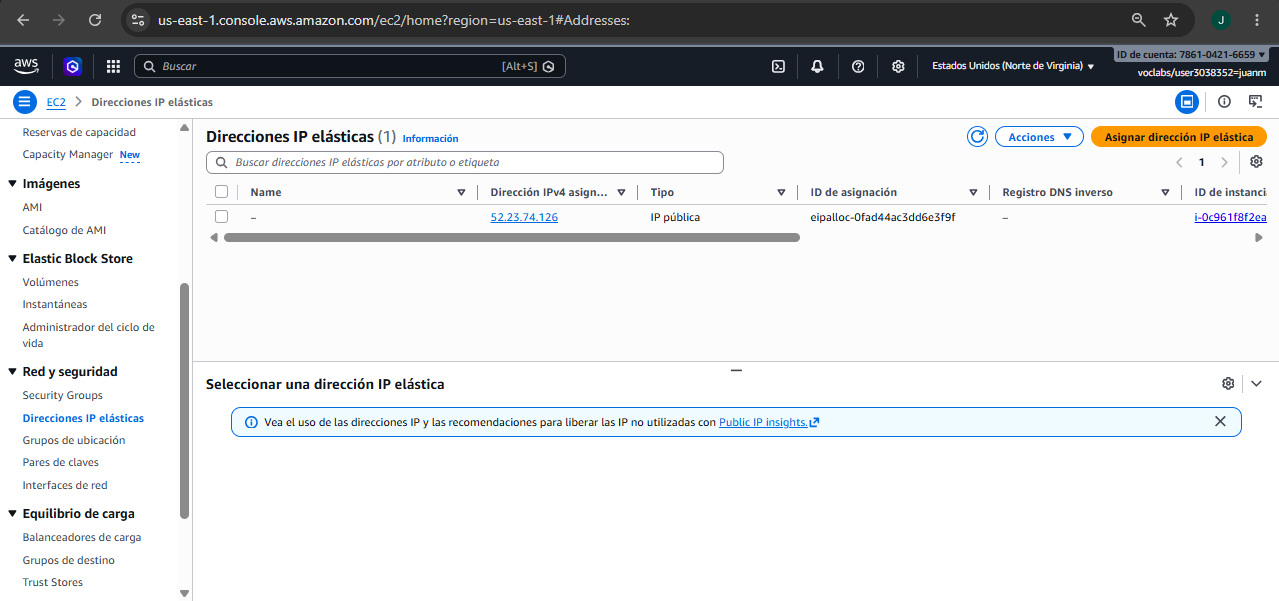 us-east-1.console.aws.amazon.com/ec2/home?region=us-east-1#Addresses:
J
aws
Buscar
[Alt+S]
Estados Unidos (Norte de Virginia)
ID de cuenta: 7861-0421-6659
voclabs/user3038352=juanm
EC2 > Direcciones IP elásticas
Reservas de capacidad
Capacity Manager New
Imágenes
AMI
Catálogo de AMI
Elastic Block Store
Volúmenes
Instantáneas
Administrador del ciclo de
vida
Red y seguridad
Security Groups
Direcciones IP elásticas
Grupos de ubicación
Pares de claves
Interfaces de red
Equilibrio de carga
Balanceadores de carga
Grupos de destino
Trust Stores
Direcciones IP elásticas (1) Información
Acciones
Asignar dirección IP elástica
Buscar direcciones IP elásticas por atributo o etiqueta
1
Name Dirección IPv4 asign... Tipo ID de asignación Registro DNS inverso ID de instanci
– 52.23.74.126 IP pública eipalloc-0fad44ac3dd6e3f9f – i-0c961f8f2ea
Seleccionar una dirección IP elástica
Vea el uso de las direcciones IP y las recomendaciones para liberar las IP no utilizadas con Public IP insights.